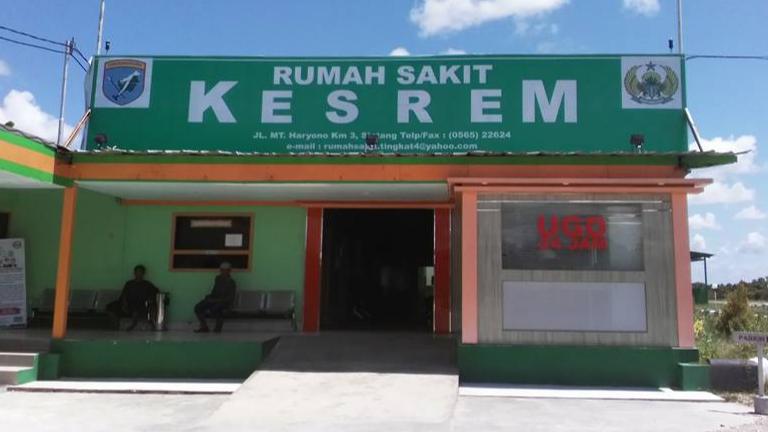 RUMAH SAKIT
KESREM
JL. MT. Haryono Km 3, Sintang Telp/Fax : (0565) 22624
e-mail : rumahsakit.tingkat4@yahoo.com
UGD
24 JAM
PARKIR